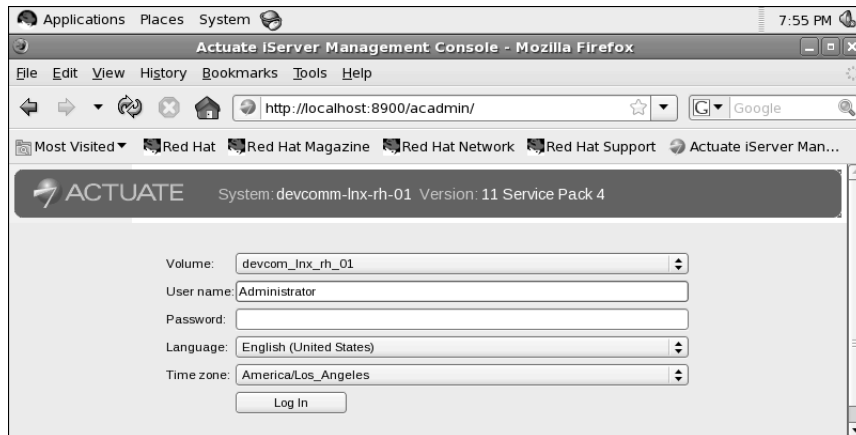 Applications Places System 7:55 PM
Actuate iServer Management Console - Mozilla Firefox
File Edit View History Bookmarks Tools Help
http://localhost:8900/acadmin/ G Google
Most Visited Red Hat Red Hat Magazine Red Hat Network Red Hat Support Actuate iServer Man...
ACTUATE System: devcomm-lnx-rh-01 Version: 11 Service Pack 4
Volume: devcom_lnx_rh_01
User name: Administrator
Password:
Language: English (United States)
Time zone: America/Los_Angeles
Log In